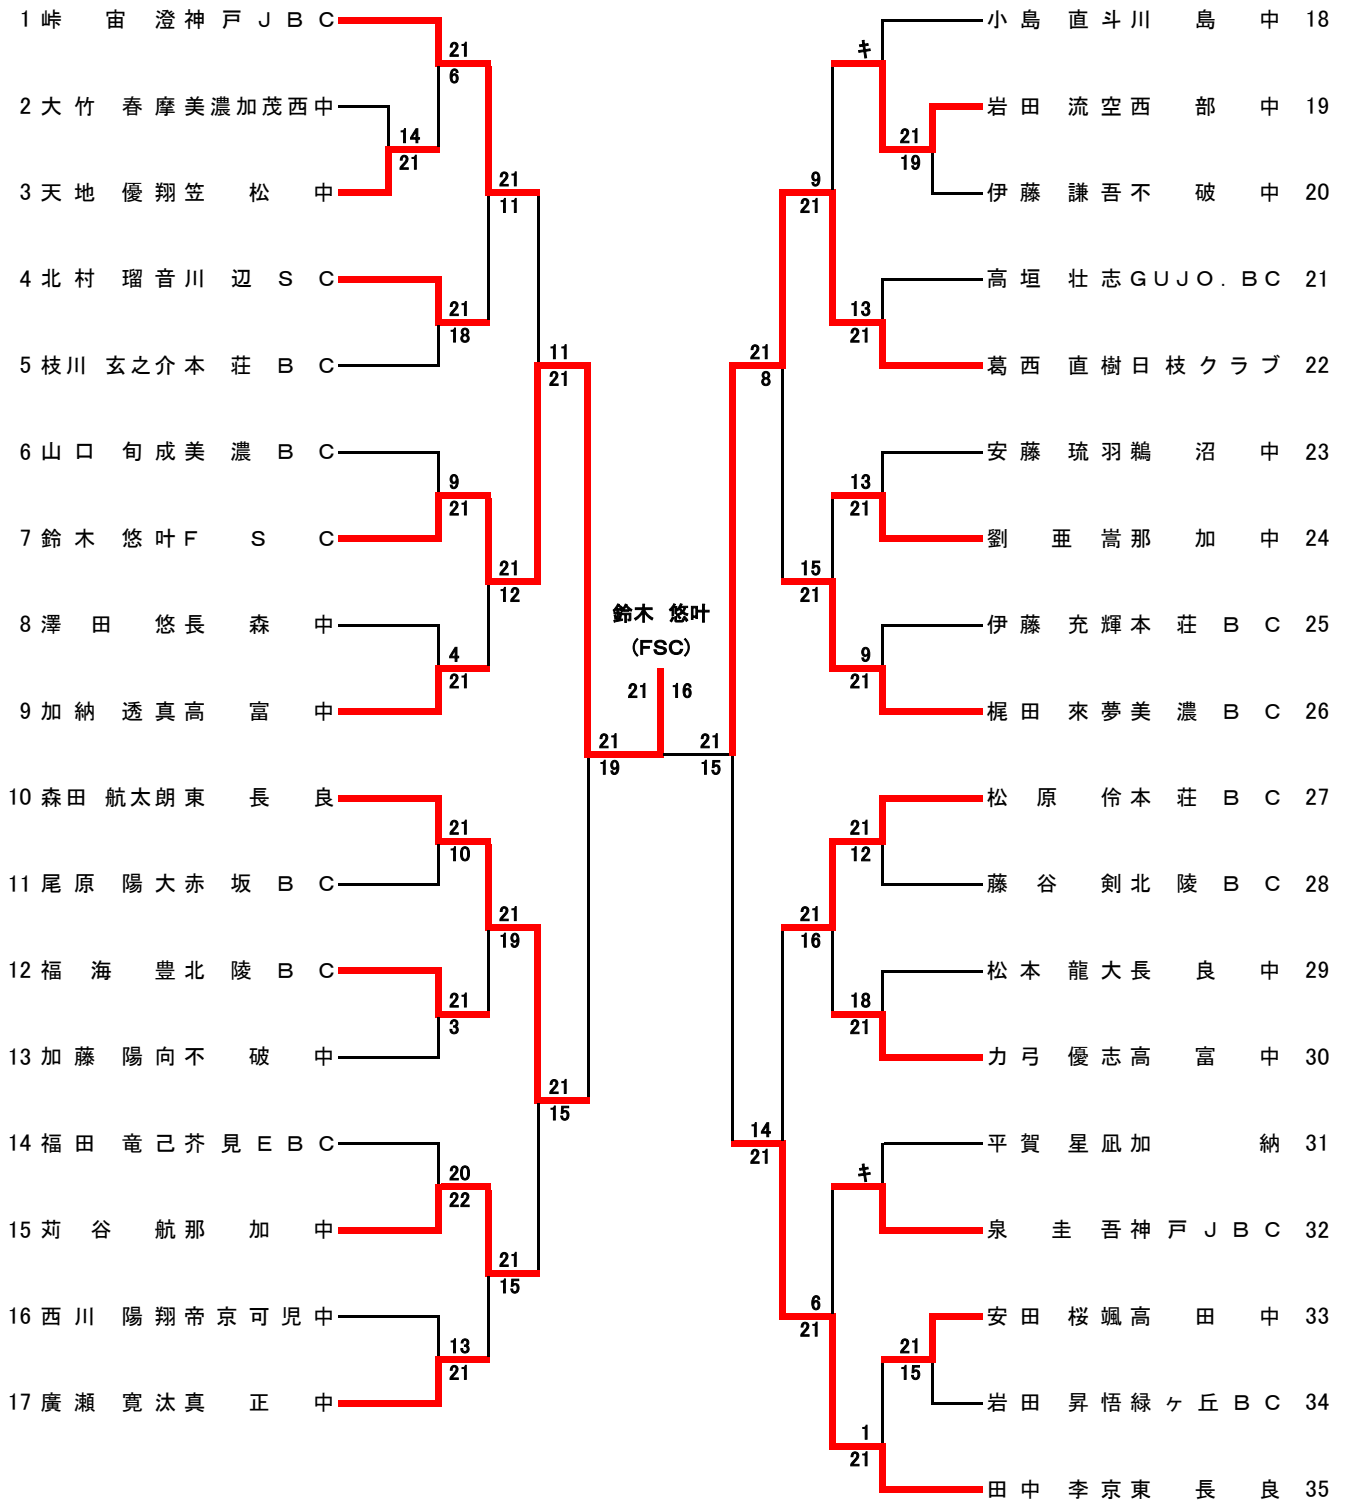 1 峠 宙 澄 神 戸 J B C
2 大 竹 春 摩 美濃加茂西中
3 天 地 優 翔 笠 松 中
4 北 村 瑠 音 川 辺 S C
5 枝川 玄之介 本 荘 B C
6 山 口 旬 成 美 濃 B C
7 鈴 木 悠 叶 F S C
8 澤 田 悠 長 森 中
9 加 納 透 真 高 富 中
10 森田 航太朗 東 長 良
11 尾 原 陽 大 赤 坂 B C
12 福 海 豊 北 陵 B C
13 加 藤 陽 向 不 破 中
14 福 田 竜 己 芥 見 E B C
15 苅 谷 航 那 加 中
16 西 川 陽 翔 帝 京 可 児 中
17 廣 瀬 寛 汰 真 正 中
21
6
14
21
21
11
21
18
11
21
9
21
21
12
4
21
21
19
21
10
21
19
21
3
21
15
20
22
21
15
13
21
鈴木 悠叶
(FSC)
21 16
キ
21
19
9
21
13
21
21
8
13
21
15
21
9
21
21
15
21
12
21
16
18
21
14
21
キ
6
21
21
15
1
21
小 島 直 斗 川 島 中 18
岩 田 流 空 西 部 中 19
伊 藤 謙 吾 不 破 中 20
高 垣 壮 志 GUJO. BC 21
葛 西 直 樹 日 枝 ク ラ ブ 22
安 藤 琉 羽 鵜 沼 中 23
劉 亜 嵩 那 加 中 24
伊 藤 充 輝 本 荘 B C 25
梶 田 來 夢 美 濃 B C 26
松 原 伶 本 荘 B C 27
藤 谷 剣 北 陵 B C 28
松 本 龍 大 長 良 中 29
力 弓 優 志 高 富 中 30
平 賀 星 凪 加 納 31
泉 圭 吾 神 戸 J B C 32
安 田 桜 颯 高 田 中 33
岩 田 昇 悟 緑 ヶ 丘 B C 34
田 中 李 京 東 長 良 35